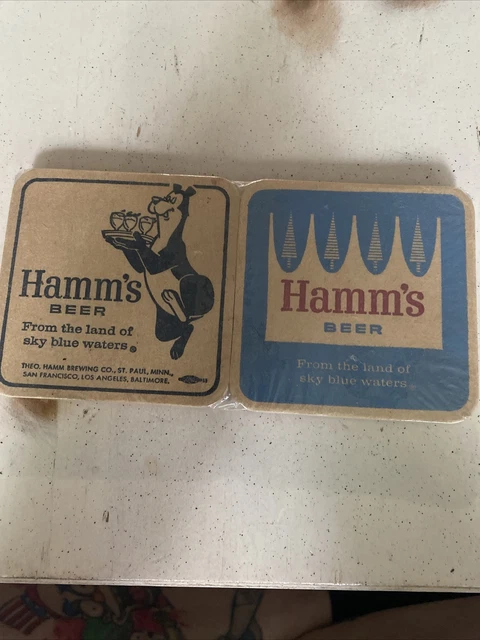 Hamm's
BEER
From the land of
sky blue waters®
THEO. HAMM BREWING CO., ST. PAUL, MINN.,
SAN FRANCISCO, LOS ANGELES, BALTIMORE,
Hamm's
BEER
From the land of
sky blue waters